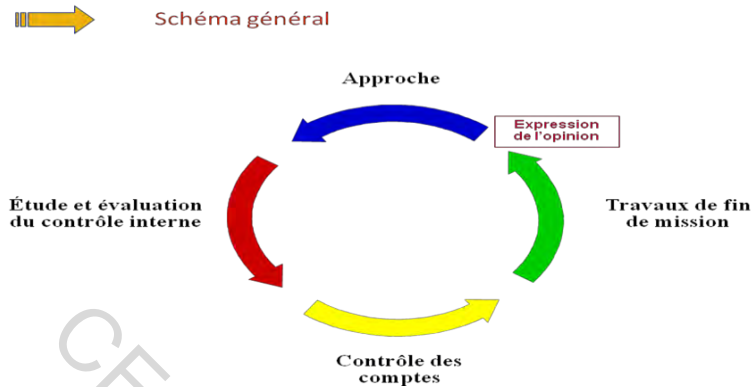 Schéma général
Approche
Expression
de l'opinion
Étude et évaluation
du contrôle interne
Travaux de fin
de mission
Contrôle des
comptes